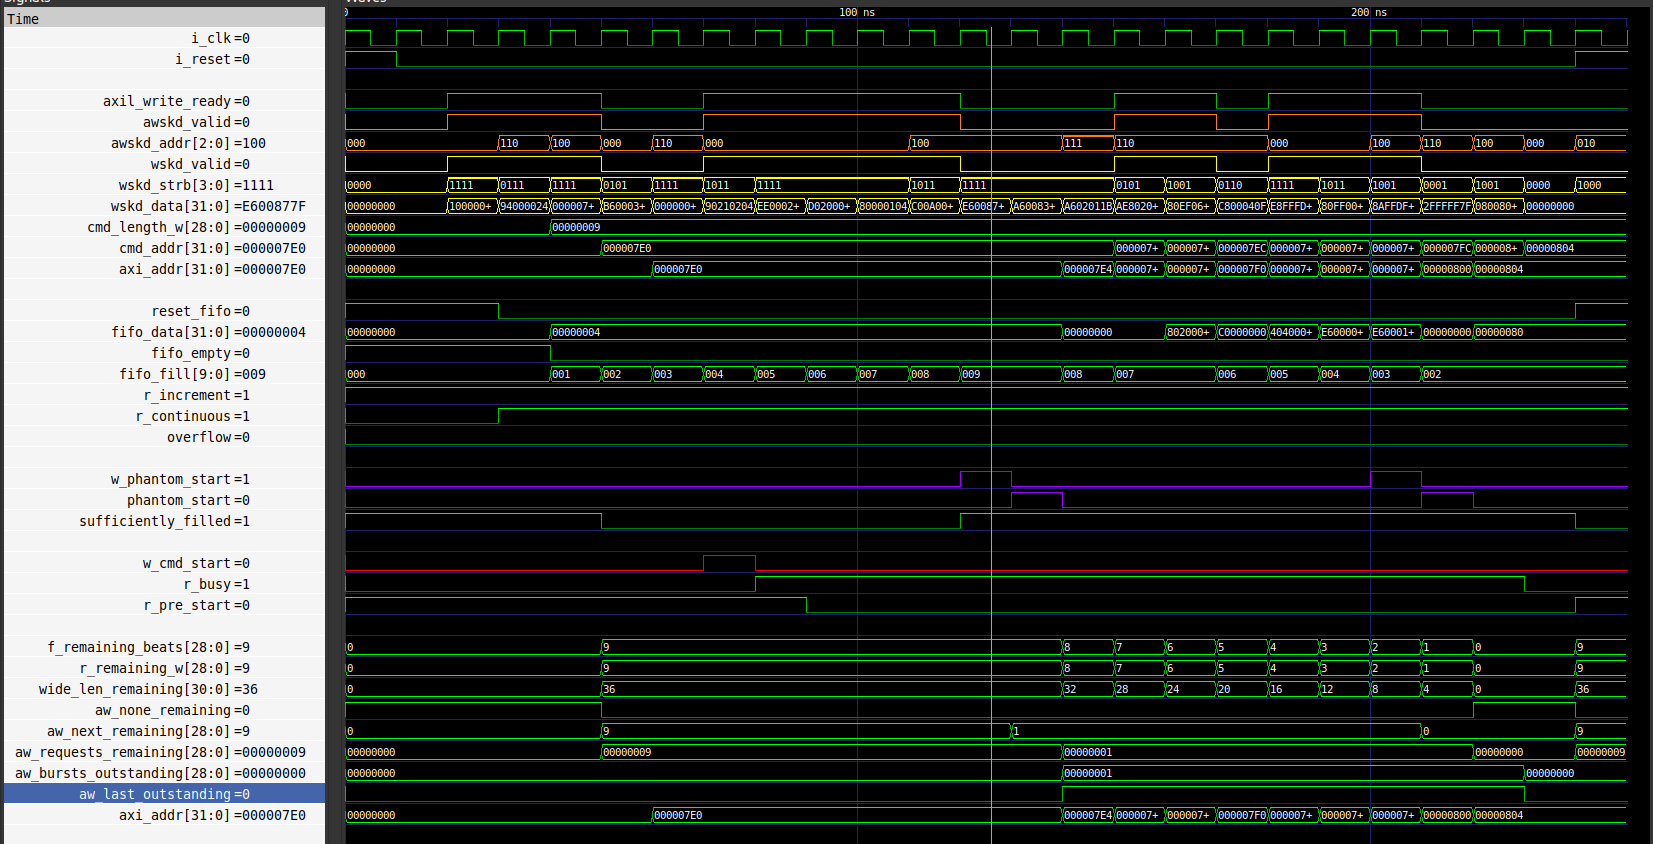 Signals Waves
Time 0 100 ns 200 ns
i_clk=0
i_reset=0
axil_write_ready=0
awskd_valid=0
awskd_addr[2:0]=100 000 110 100 000 110 000 100 111 110 000 100 110 100 000 010
wskd_valid=0
wskd_strb[3:0]=1111 0000 1111 0111 1111 0101 1111 1011 1111 1011 1111 0101 1001 0110 1111 1011 1001 0001 1001 0000 1000
wskd_data[31:0]=E600877F 00000000 100000+ 94000024 000007+ B60003+ 000000+ 90210204 EE0002+ D02000+ 80000104 C00A00+ E60087+ A60083+ A602011B AE8020+ 80EF06+ C800040F E8FFFD+ 80FF00+ 8AFFDF+ 2FFFFF7F 080080+ 00000000
cmd_length_w[28:0]=00000009 00000000 00000009
cmd_addr[31:0]=000007E0 00000000 000007E0 000007+ 000007+ 000007EC 000007+ 000007+ 000007+ 000007FC 000008+ 00000804
axi_addr[31:0]=000007E0 00000000 000007E0 000007E4 000007+ 000007+ 000007F0 000007+ 000007+ 000007+ 00000800 00000804
reset_fifo=0
fifo_data[31:0]=00000004 00000000 00000004 00000000 802000+ C0000000 404000+ E60000+ E60001+ 00000000 00000080
fifo_empty=0
fifo_fill[9:0]=009 000 001 002 003 004 005 006 007 008 009 008 007 006 005 004 003 002
r_increment=1
r_continuous=1
overflow=0
w_phantom_start=1
phantom_start=0
sufficiently_filled=1
w_cmd_start=0
r_busy=1
r_pre_start=0
f_remaining_beats[28:0]=9 0 9 8 7 6 5 4 3 2 1 0 9
r_remaining_w[28:0]=9 0 9 8 7 6 5 4 3 2 1 0 9
wide_len_remaining[30:0]=36 0 36 32 28 24 20 16 12 8 4 0 36
aw_none_remaining=0
aw_next_remaining[28:0]=9 0 9 1 0 9
aw_requests_remaining[28:0]=00000009 00000000 00000009 00000001 00000000 00000009
aw_bursts_outstanding[28:0]=00000000 00000000 00000001 00000000
aw_last_outstanding=0
axi_addr[31:0]=000007E0 00000000 000007E0 000007E4 000007+ 000007+ 000007F0 000007+ 000007+ 000007+ 00000800 00000804